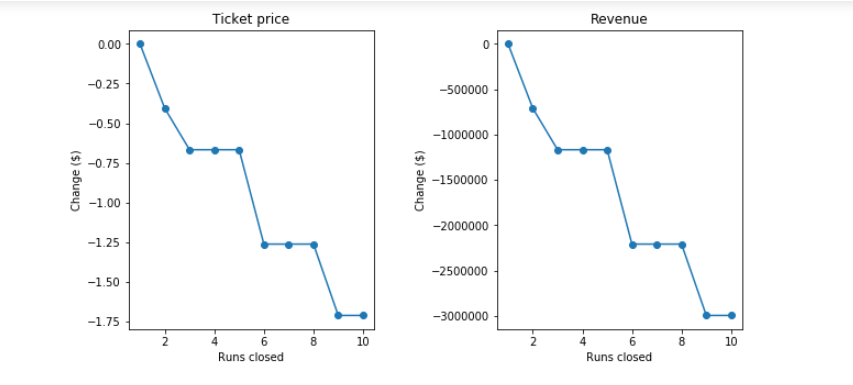 Ticket price
0.00
−0.25
−0.50
−0.75
−1.00
−1.25
−1.50
−1.75
Change ($)
2 4 6 8 10
Runs closed
Revenue
0
−500000
−1000000
−1500000
−2000000
−2500000
−3000000
Change ($)
2 4 6 8 10
Runs closed